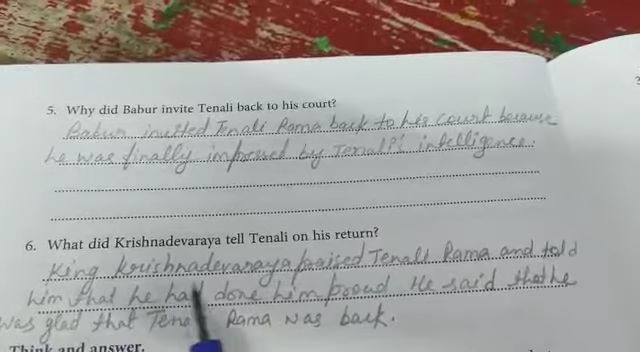 5. Why did Babur invite Tenali back to his court?
Babur invited Tenali Rama back to his court because
he was finally impressed by Tenali's intelligence.
6. What did Krishnadevaraya tell Tenali on his return?
King Krishnadevaraya praised Tenali Rama and told
him that he had done him proud He said that he
was glad that Tena Rama was back.
Think and answer.